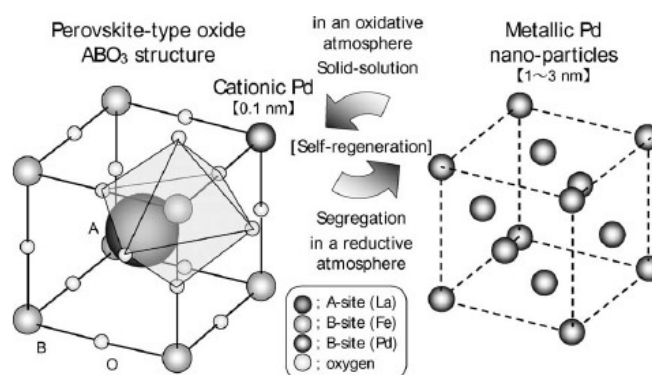 Perovskite-type oxide
ABO₃ structure
in an oxidative
atmosphere
Solid-solution
Metallic Pd
nano-particles
【1～3 nm】
Cationic Pd
【0.1 nm】
[Self-regeneration]
Segregation
in a reductive
atmosphere
A
B
O
; A-site (La)
; B-site (Fe)
; B-site (Pd)
; oxygen